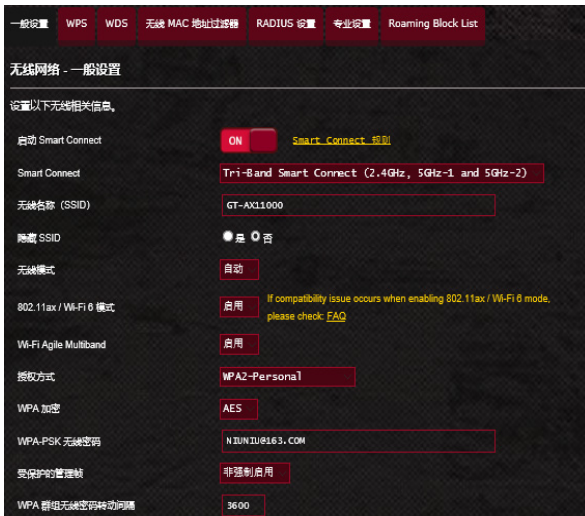 一般设置 WPS WDS 无线 MAC 地址过滤器 RADIUS 设置 专业设置 Roaming Block List
无线网络 - 一般设置
设置以下无线相关信息。
启动 Smart Connect ON Smart Connect 规则
Smart Connect Tri-Band Smart Connect (2.4GHz, 5GHz-1 and 5GHz-2)
无线名称（SSID） GT-AX11000
隐藏 SSID 是 否
无线模式 自动
802.11ax / Wi-Fi 6 模式 启用 If compatibility issue occurs when enabling 802.11ax / Wi-Fi 6 mode,
please check: FAQ
Wi-Fi Agile Multiband 启用
授权方式 WPA2-Personal
WPA 加密 AES
WPA-PSK 无线密码 NIUNIU@163.COM
受保护的管理帧 非强制启用
WPA 群组无线密码转动间隔 3600